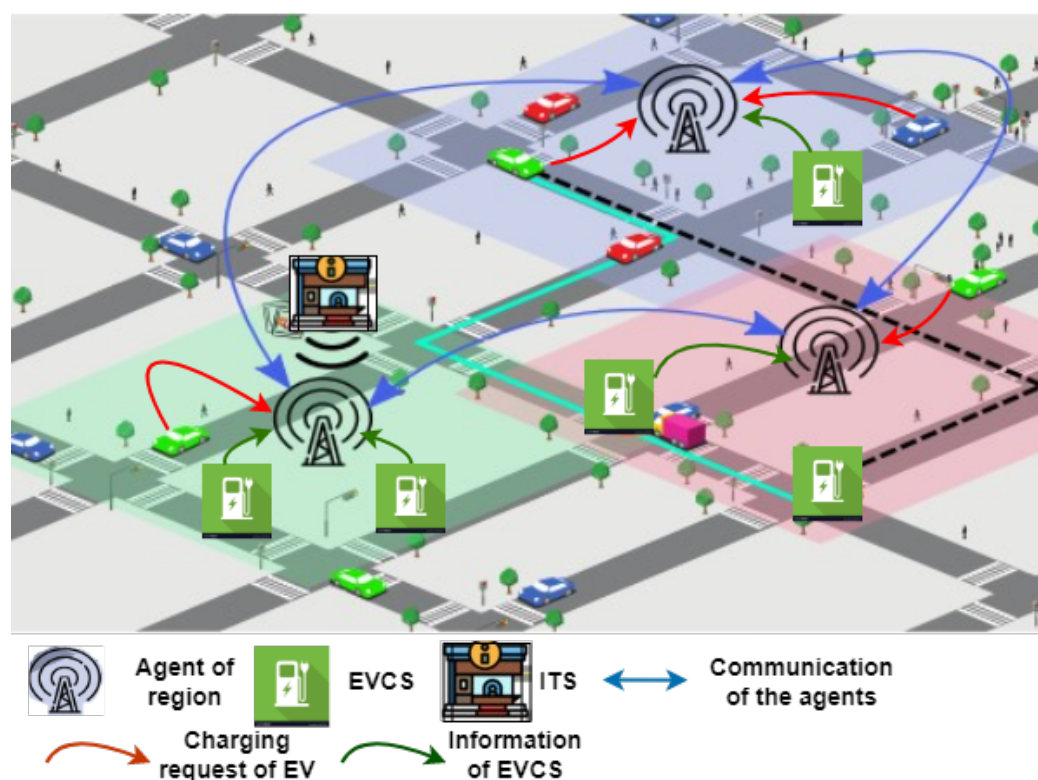 Agent of
region
EVCS
ITS
Communication
of the agents
Charging
request of EV
Information
of EVCS